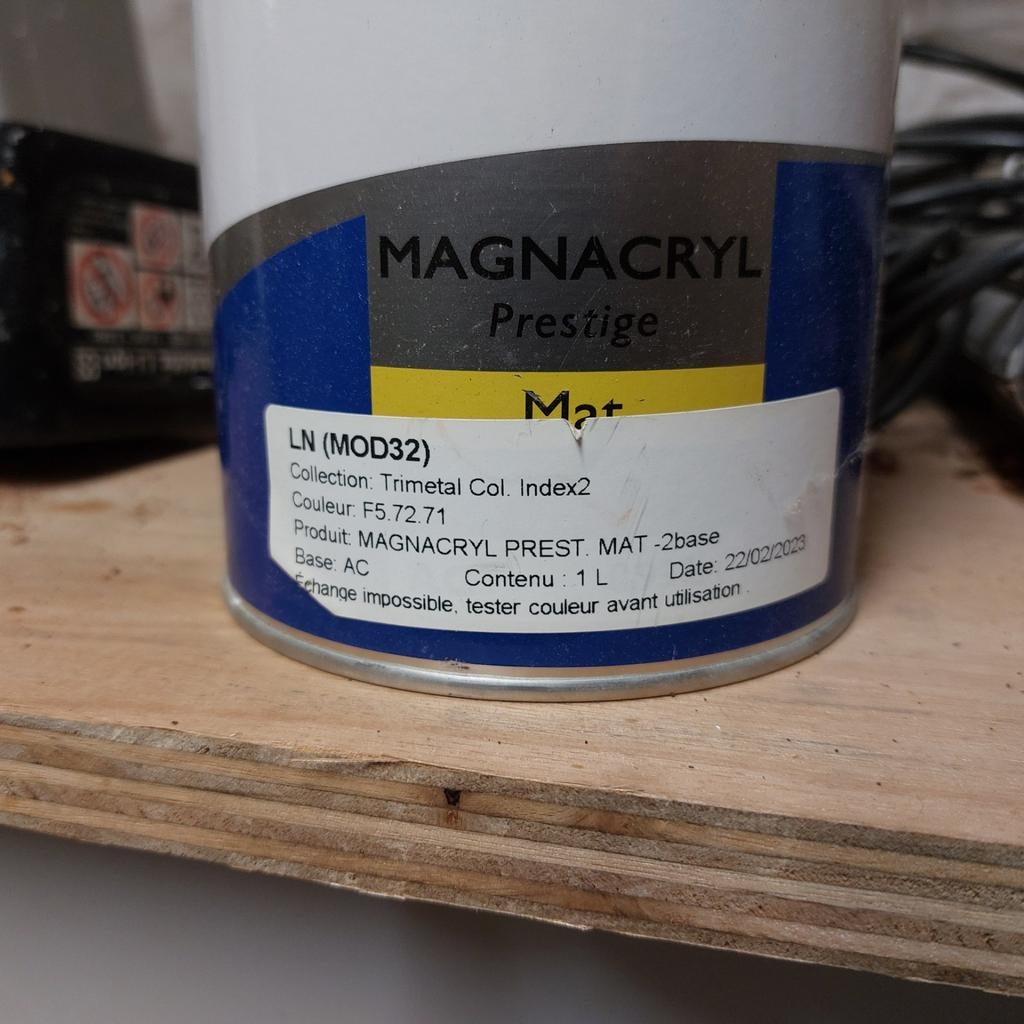 MAGNACRYL
Prestige
Mat
LN (MOD32)
Collection: Trimetal Col. Index2
Couleur: F5.72.71
Produit: MAGNACRYL PREST. MAT -2base
Base: AC Contenu : 1 L Date: 22/02/2023
Échange impossible, tester couleur avant utilisation .